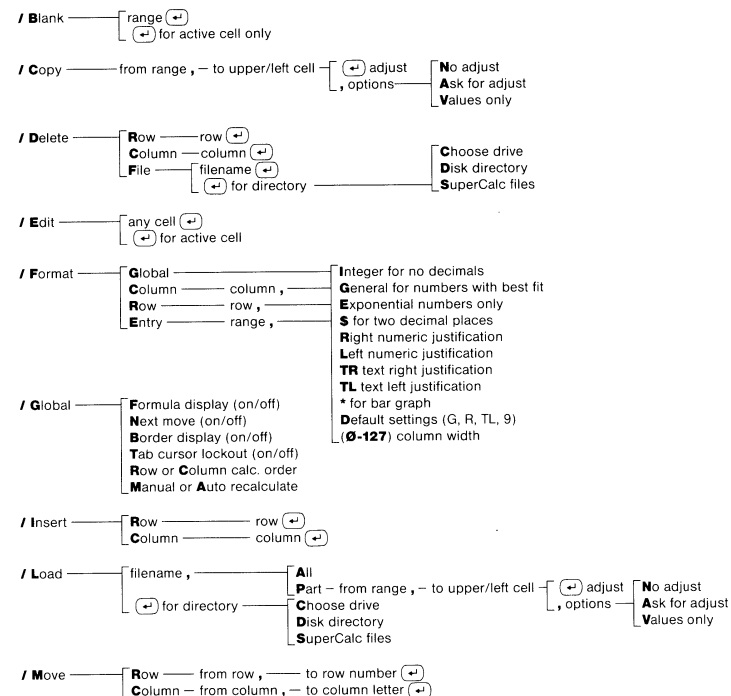 / Blank range ↵
↵ for active cell only
/ Copy from range , – to upper/left cell ↵ adjust No adjust
, options Ask for adjust
Values only
/ Delete Row row ↵
Column column ↵ Choose drive
File filename ↵ Disk directory
↵ for directory SuperCalc files
/ Edit any cell ↵
↵ for active cell
/ Format Global Integer for no decimals
Column column , General for numbers with best fit
Row row , Exponential numbers only
Entry range , $ for two decimal places
Right numeric justification
Left numeric justification
TR text right justification
TL text left justification
* for bar graph
/ Global Formula display (on/off) Default settings (G, R, TL, 9)
Next move (on/off) (Ø-127) column width
Border display (on/off)
Tab cursor lockout (on/off)
Row or Column calc. order
Manual or Auto recalculate
/ Insert Row row ↵
Column column ↵
/ Load filename , All
Part – from range , – to upper/left cell ↵ adjust No adjust
↵ for directory Choose drive , options Ask for adjust
Disk directory Values only
SuperCalc files
/ Move Row from row , to row number ↵
Column – from column , – to column letter ↵